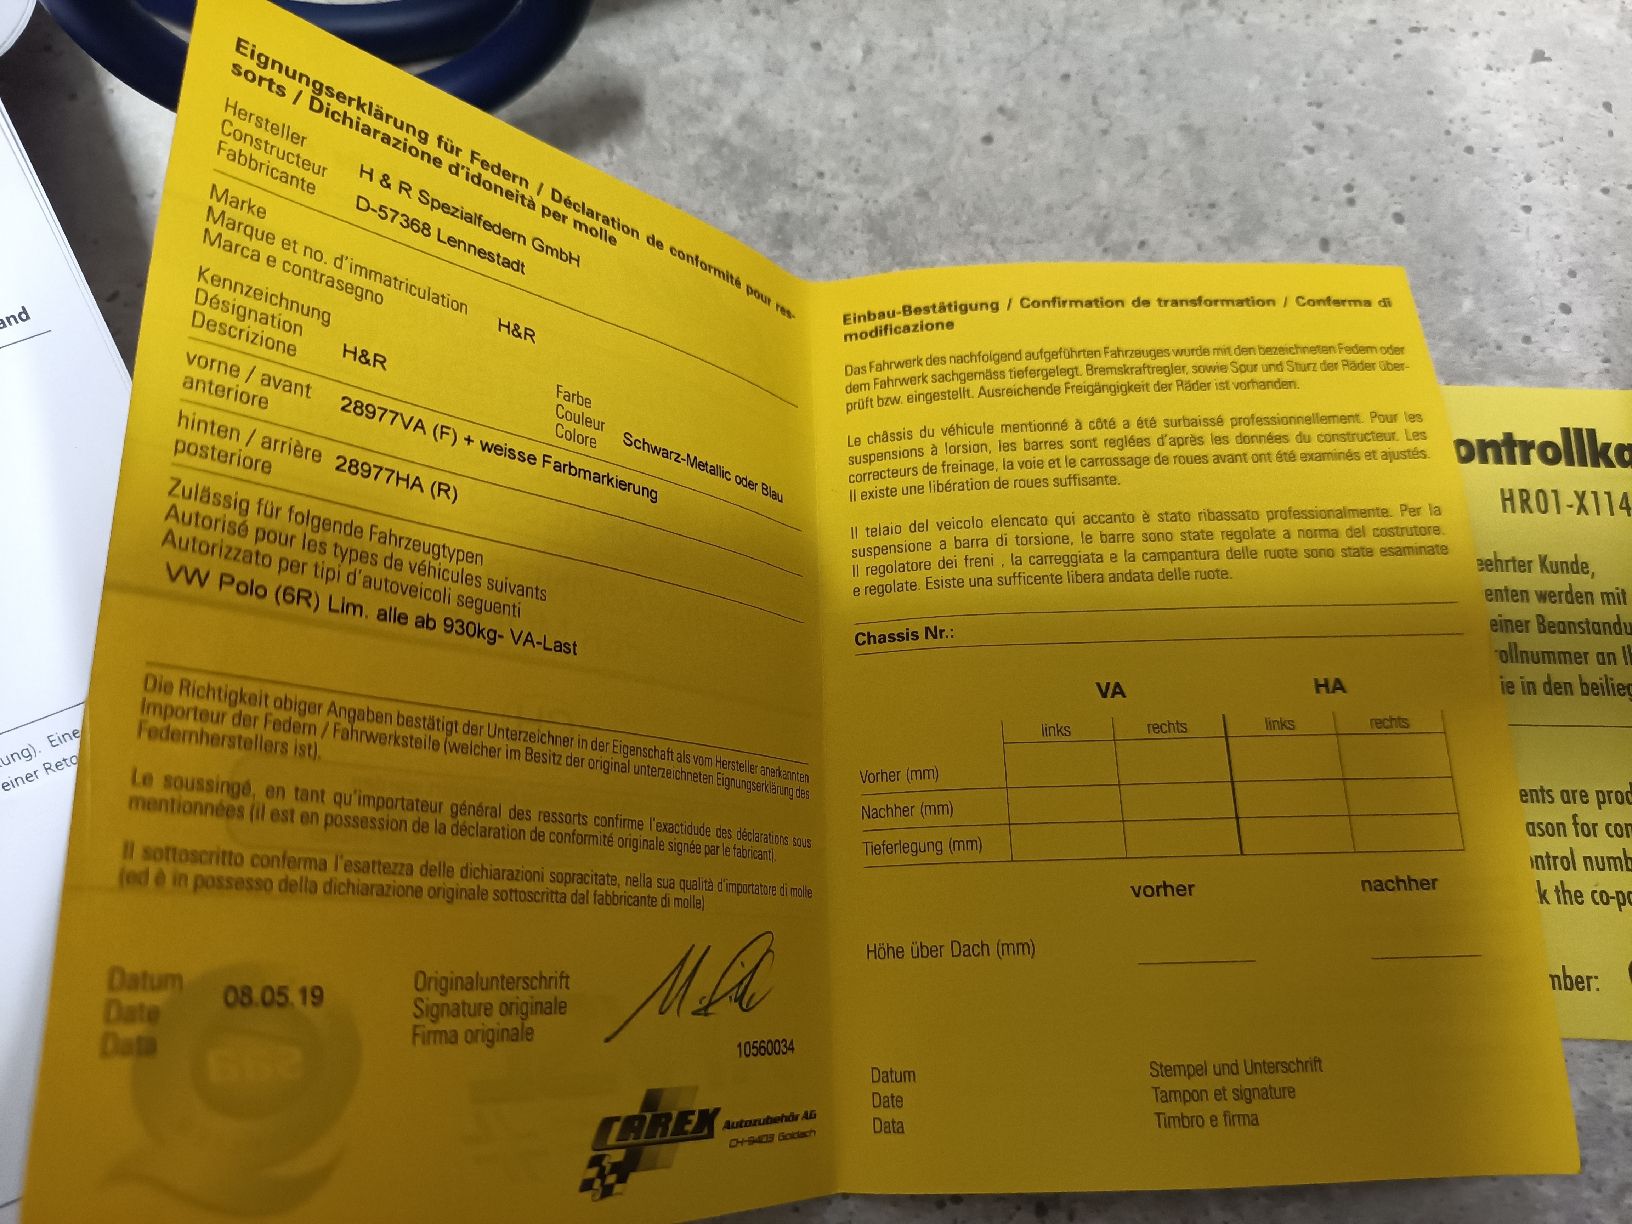 Eignungserklärung für Federn / Déclaration de conformité pour res-
sorts / Dichiarazione d'idoneità per molle
Hersteller
Constructeur
Fabbricante
H & R Spezialfedern GmbH
D-57368 Lennestadt
Marke
Marque et no. d'immatriculation
Marca e contrasegno
H&R
Kennzeichnung
Désignation
Descrizione
H&R
Farbe
Couleur
Colore
Schwarz-Metallic oder Blau
vorne / avant
anteriore
28977VA (F) + weisse Farbmarkierung
hinten / arrière
posteriore
28977HA (R)
Zulässig für folgende Fahrzeugtypen
Autorisé pour les types de véhicules suivants
Autorizzato per tipi d'autoveicoli seguenti
VW Polo (6R) Lim. alle ab 930kg- VA-Last
Die Richtigkeit obiger Angaben bestätigt der Unterzeichner in der Eigenschaft als vom Hersteller anerkannten
Importeur der Federn / Fahrwerksteile (welcher im Besitz der original unterzeichneten Eignungserklärung des
Federnherstellers ist).
Le soussingé, en tant qu'importateur général des ressorts confirme l'exactidude des déclarations sous
mentionnées (il est en possession de la déclaration de conformité originale signée par le fabricant).
Il sottoscritto conferma l'esattezza delle dichiarazioni sopracitate, nella sua qualità d'importatore di molle
(ed è in possesso della dichiarazione originale sottoscritta dal fabbricante di molle)
Datum
Date
Data
08.05.19
Originalunterschrift
Signature originale
Firma originale
10560034
CAREX Autozubehör AG
CH-9403 Goldach
Einbau-Bestätigung / Confirmation de transformation / Conferma di
modificazione
Das Fahrwerk des nachfolgend aufgeführten Fahrzeuges wurde mit den bezeichneten Federn oder
dem Fahrwerk sachgemäss tiefergelegt. Bremskraftregler, sowie Spur und Sturz der Räder über-
prüft bzw. eingestellt. Ausreichende Freigängigkeit der Räder ist vorhanden.
Le châssis du véhicule mentionné à côté a été surbaissé professionnellement. Pour les
suspensions à lorsion, les barres sont reglées d'après les données du constructeur. Les
correcteurs de freinage, la voie et le carrossage de roues avant ont été examinés et ajustés.
Il existe une libération de roues suffisante.
Il telaio del veicolo elencato qui accanto è stato ribassato professionalmente. Per la
suspensione a barra di torsione, le barre sono state regolate a norma del costrutore.
Il regolatore dei freni , la carreggiata e la campantura delle ruote sono state esaminate
e regolate. Esiste una sufficente libera andata delle ruote.
Chassis Nr.:
VA
HA
links
rechts
links
rechts
Vorher (mm)
Nachher (mm)
Tieferlegung (mm)
vorher
nachher
Höhe über Dach (mm)
Datum
Date
Data
Stempel und Unterschrift
Tampon et signature
Timbro e firma
ontrollka
HR01-X114
eehrter Kunde,
enten werden mit
einer Beanstandu
ollnummer an Ih
ie in den beilieg
ents are prod
ason for com
ontrol numb
k the co-po
nber:
and
ung). Eine
einer Reto